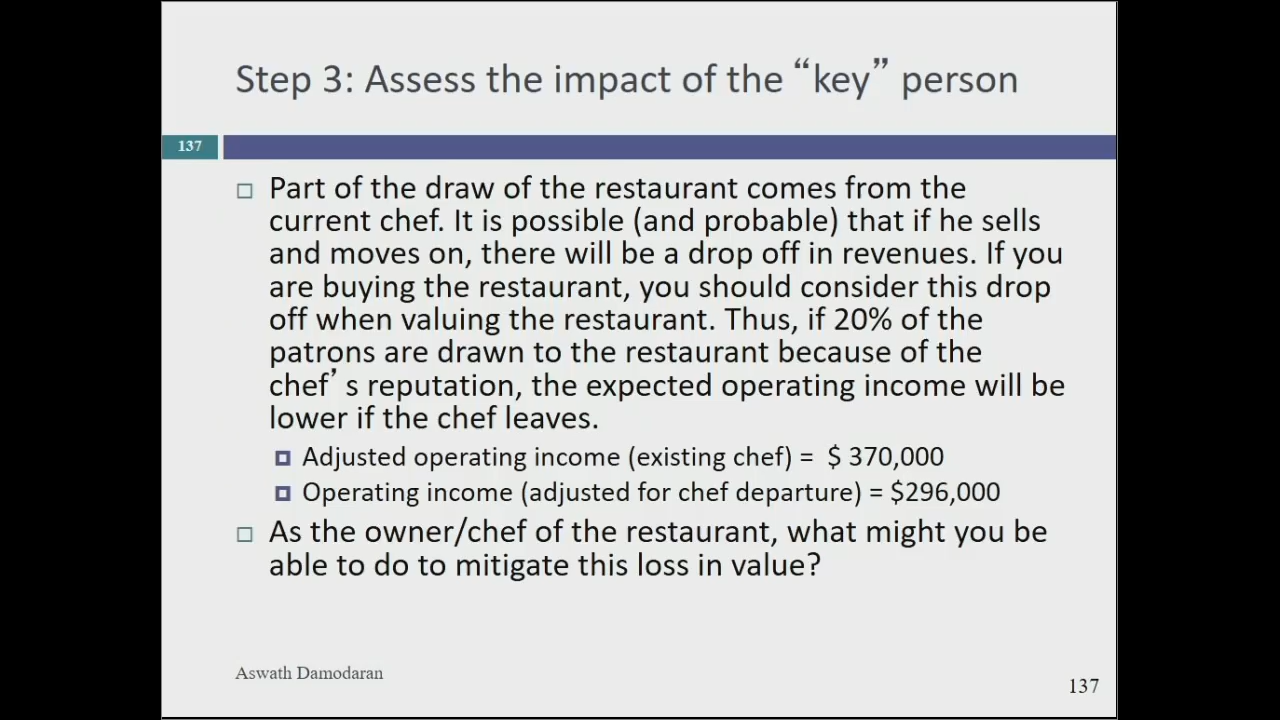 Step 3: Assess the impact of the “key” person
137
Part of the draw of the restaurant comes from the
current chef. It is possible (and probable) that if he sells
and moves on, there will be a drop off in revenues. If you
are buying the restaurant, you should consider this drop
off when valuing the restaurant. Thus, if 20% of the
patrons are drawn to the restaurant because of the
chef’s reputation, the expected operating income will be
lower if the chef leaves.
Adjusted operating income (existing chef) = $ 370,000
Operating income (adjusted for chef departure) = $296,000
As the owner/chef of the restaurant, what might you be
able to do to mitigate this loss in value?
Aswath Damodaran
137